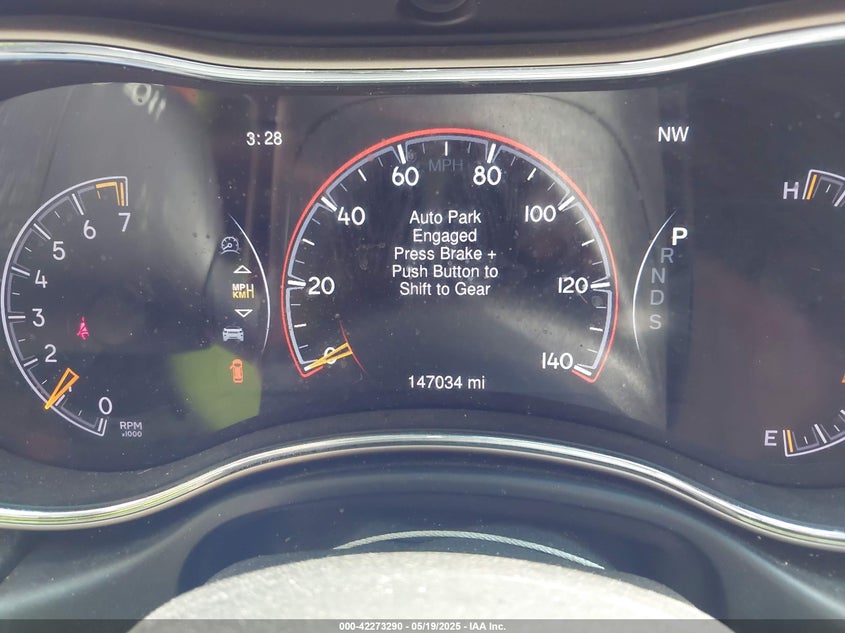 3:28
NW
MPH
0
20
40
60
80
100
120
140
Auto Park
Engaged
Press Brake +
Push Button to
Shift to Gear
147034 mi
7
6
5
4
3
2
0
RPM
x1000
MPH
KMH
P
R
N
D
S
H
E
000-42273290 - 05/19/2025 - IAA Inc.